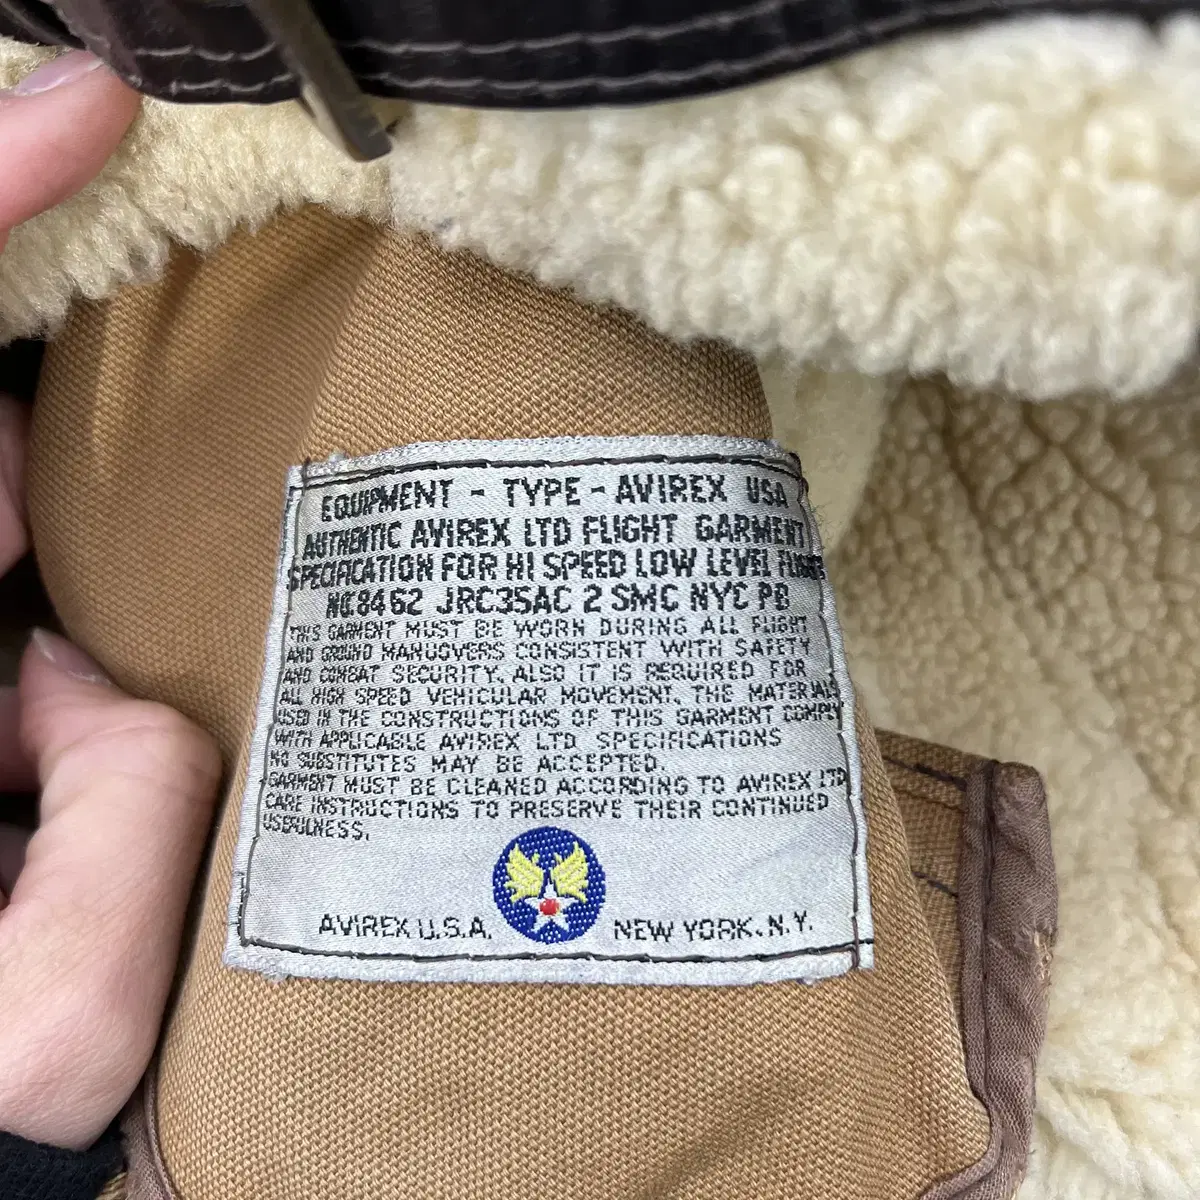 EQUIPMENT - TYPE - AVIREX USA
AUTHENTIC AVIREX LTD FLIGHT GARMENT
SPECIFICATION FOR HI SPEED LOW LEVEL FLIGHTS
NO.8462 JRC3SAC 2 SMC NYC PB
THIS GARMENT MUST BE WORN DURING ALL FLIGHT
AND GROUND MANUOVERS CONSISTENT WITH SAFETY
AND COMBAT SECURITY. ALSO IT IS REQUIRED FOR
ALL HIGH SPEED VEHICULAR MOVEMENT. THE MATERIALS
USED IN THE CONSTRUCTIONS OF THIS GARMENT COMPLY
WITH APPLICABLE AVIREX LTD SPECIFICATIONS
NO SUBSTITUTES MAY BE ACCEPTED.
GARMENT MUST BE CLEANED ACCORDING TO AVIREX LTD
CARE INSTRUCTIONS TO PRESERVE THEIR CONTINUED
USEFULNESS.
AVIREX U.S.A. NEW YORK. N.Y.